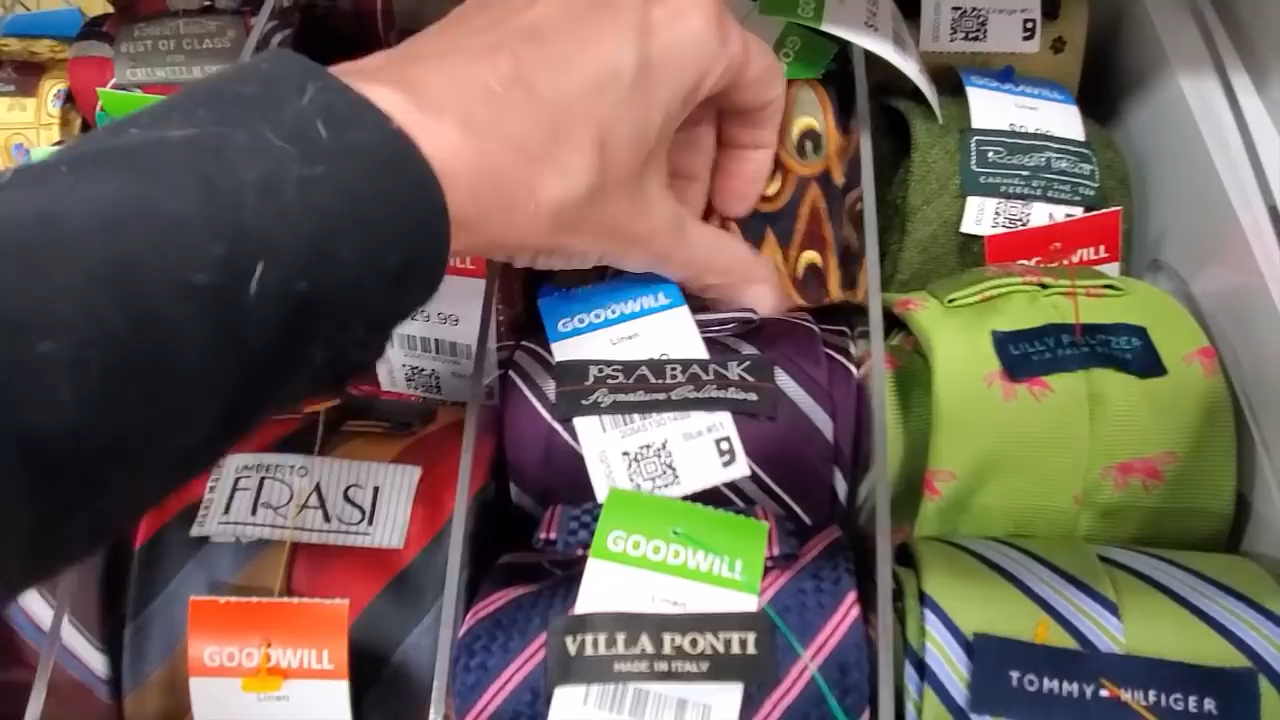 BEST OF CLASS
GOODWILL
Linen
$9.99
ROBERT TALBOTT
CARMEL-BY-THE-SEA
PEBBLE BEACH
29.99
GOODWILL
Linen
JOS. A. BANK
Signature Collection
Blue #51
9
LILLY PULITZER
VIA PALM BEACH
UMBERTO
FRASI
GOODWILL
Linen
VILLA PONTI
MADE IN ITALY
GOODWILL
Linen
TOMMY HILFIGER